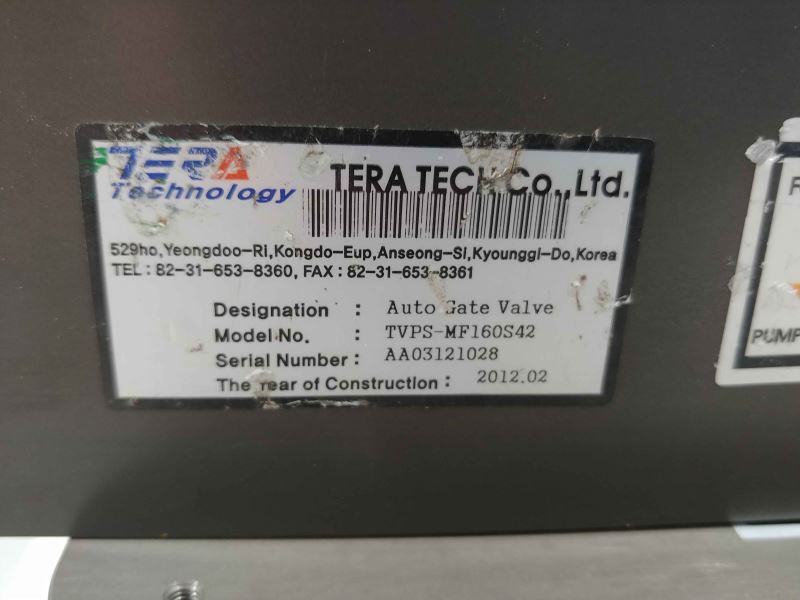 TERA
Technology
TERA TECH Co.,Ltd.
529ho,Yeongdoo-Ri,Kongdo-Eup,Anseong-Si,Kyounggi-Do,Korea
TEL : 82-31-653-8360, FAX : 82-31-653-8361
Designation : Auto Gate Valve
Model No. : TVPS-MF160S42
Serial Number : AA03121028
The Year of Construction : 2012.02
PUMP